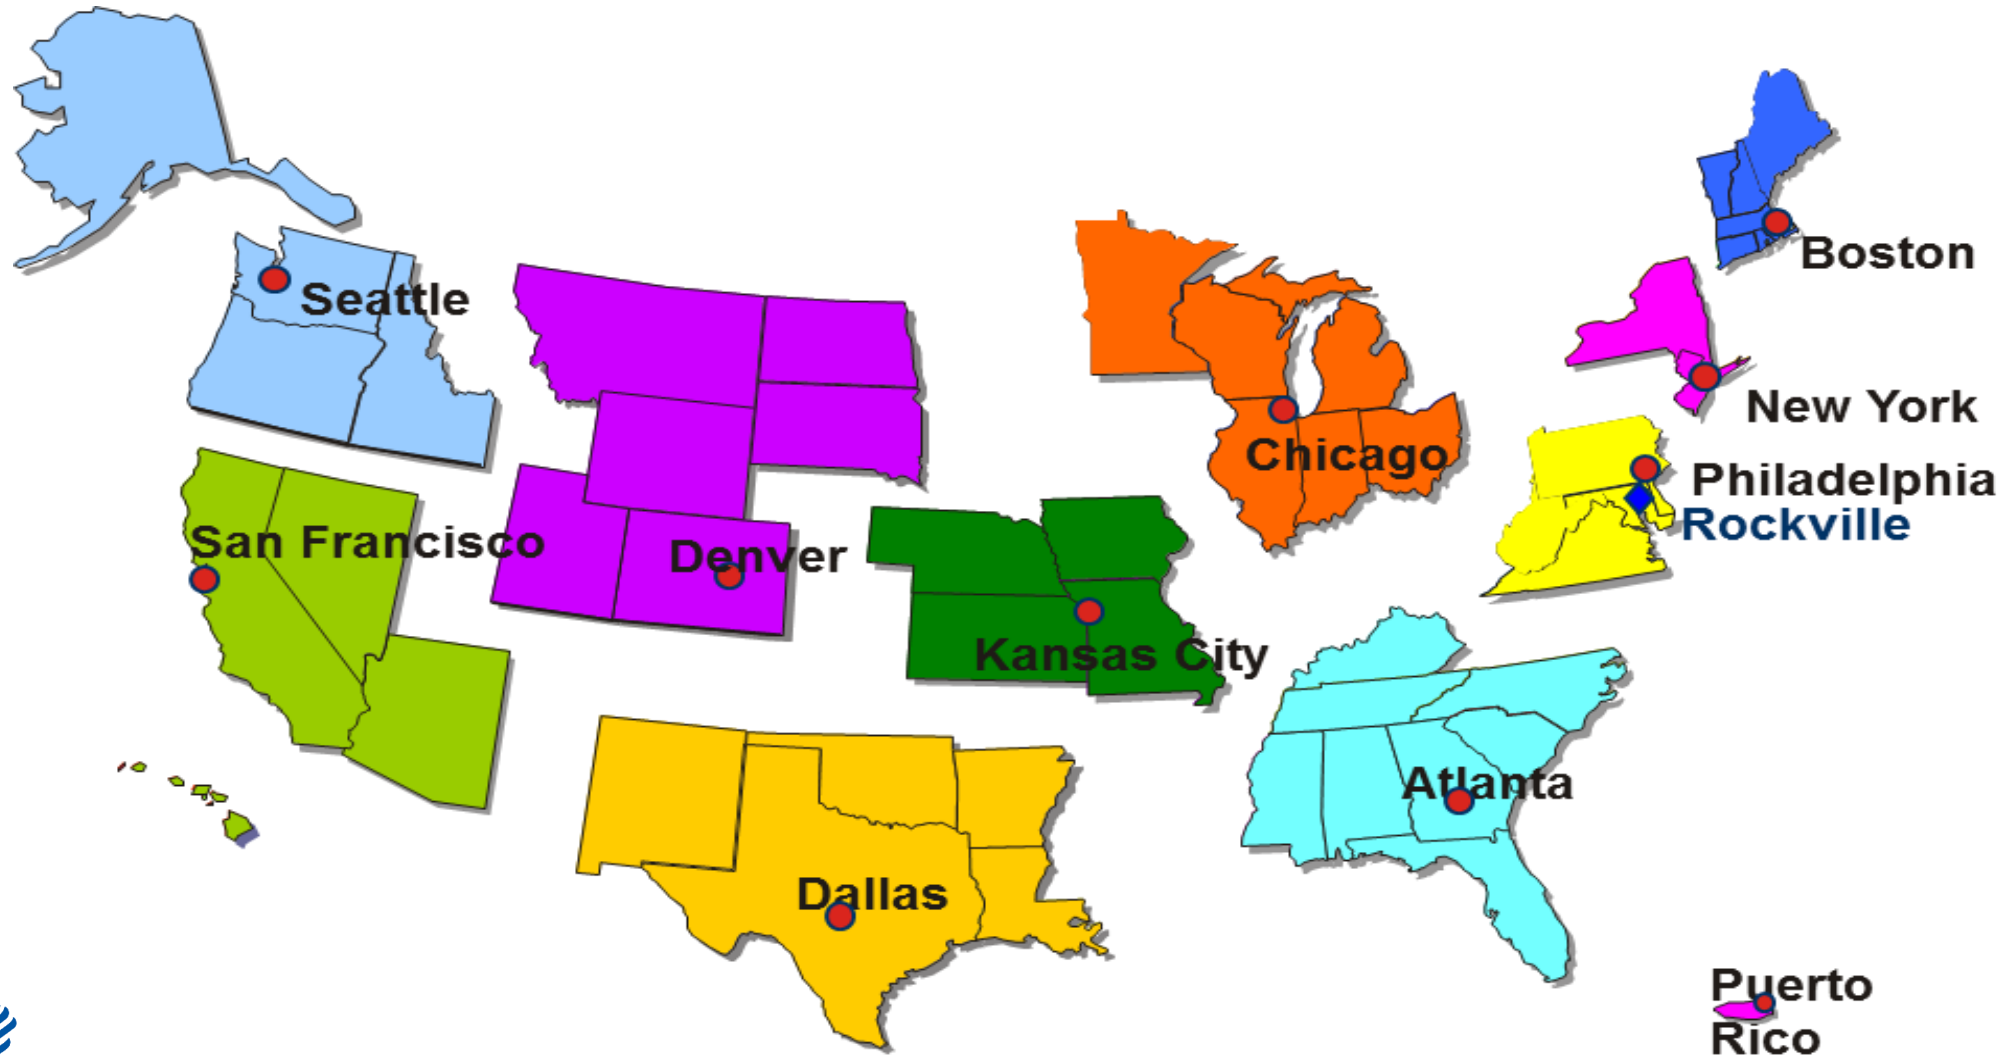 Boston
Seattle
New York
Chicago
Philadelphia
Rockville
San Francisco
Denver
Kansas City
Atlanta
Dallas
Puerto
Rico